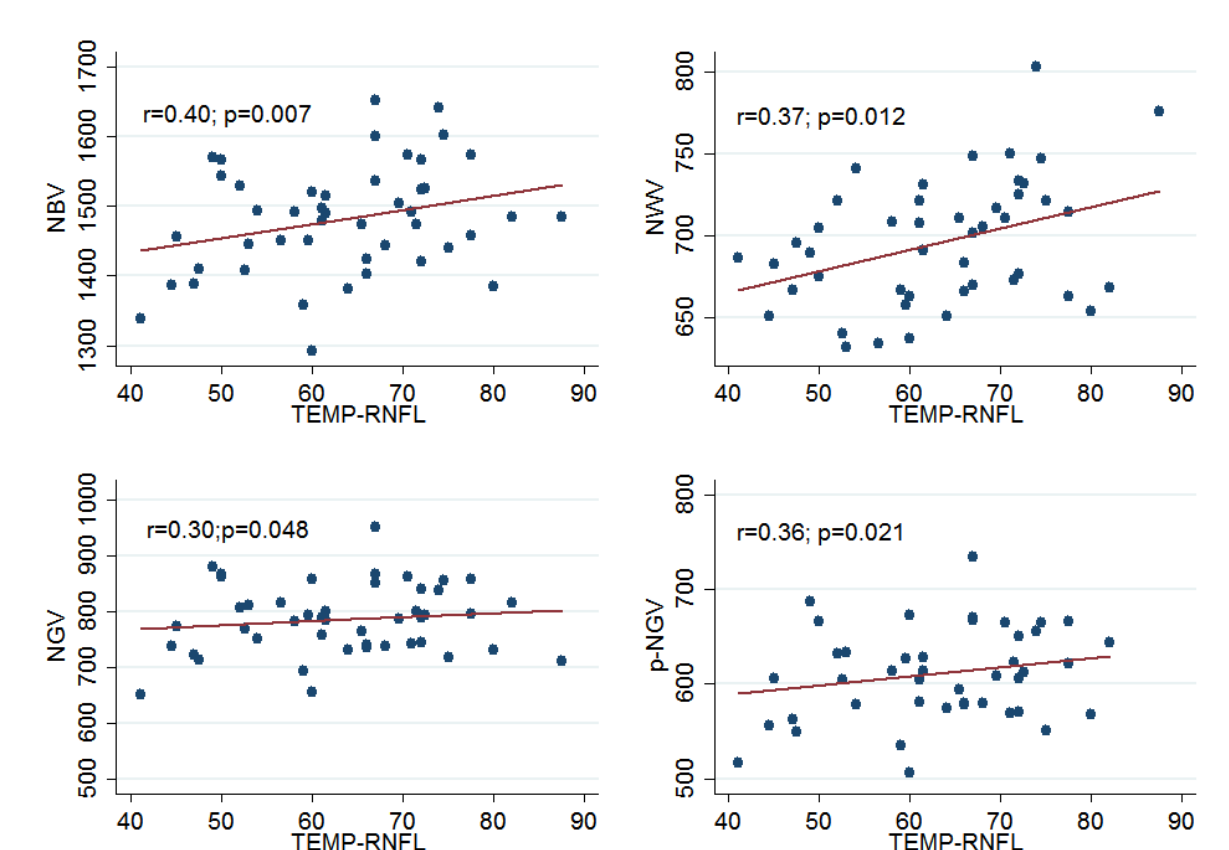 NBV
1700
1600
1500
1400
1300
r=0.40; p=0.007
40 50 60 70 80 90
TEMP-RNFL
NWV
800
750
700
650
r=0.37; p=0.012
40 50 60 70 80 90
TEMP-RNFL
NGV
1000
900
800
700
600
500
r=0.30;p=0.048
40 50 60 70 80 90
TEMP-RNFL
p-NGV
800
700
600
500
r=0.36; p=0.021
40 50 60 70 80 90
TEMP-RNFL